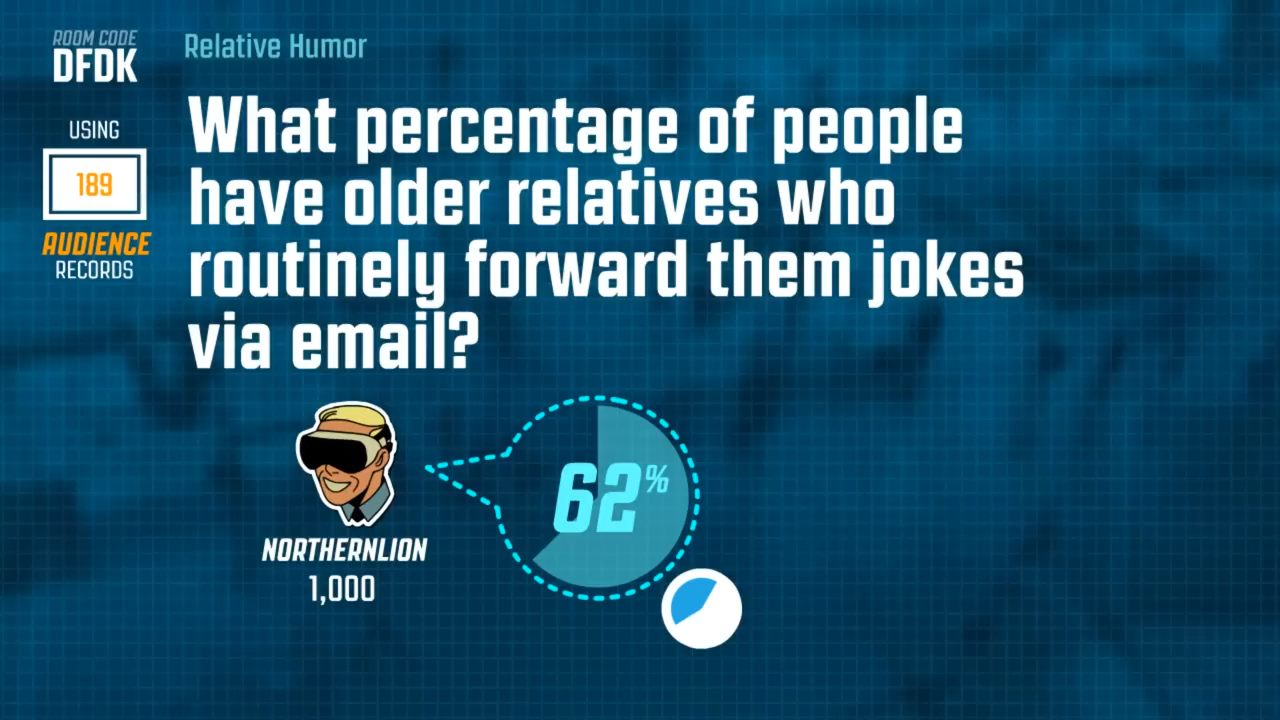 ROOM CODE
DFDK
Relative Humor
What percentage of people
have older relatives who
routinely forward them jokes
via email?
USING
189
AUDIENCE
RECORDS
62%
NORTHERNLION
1,000